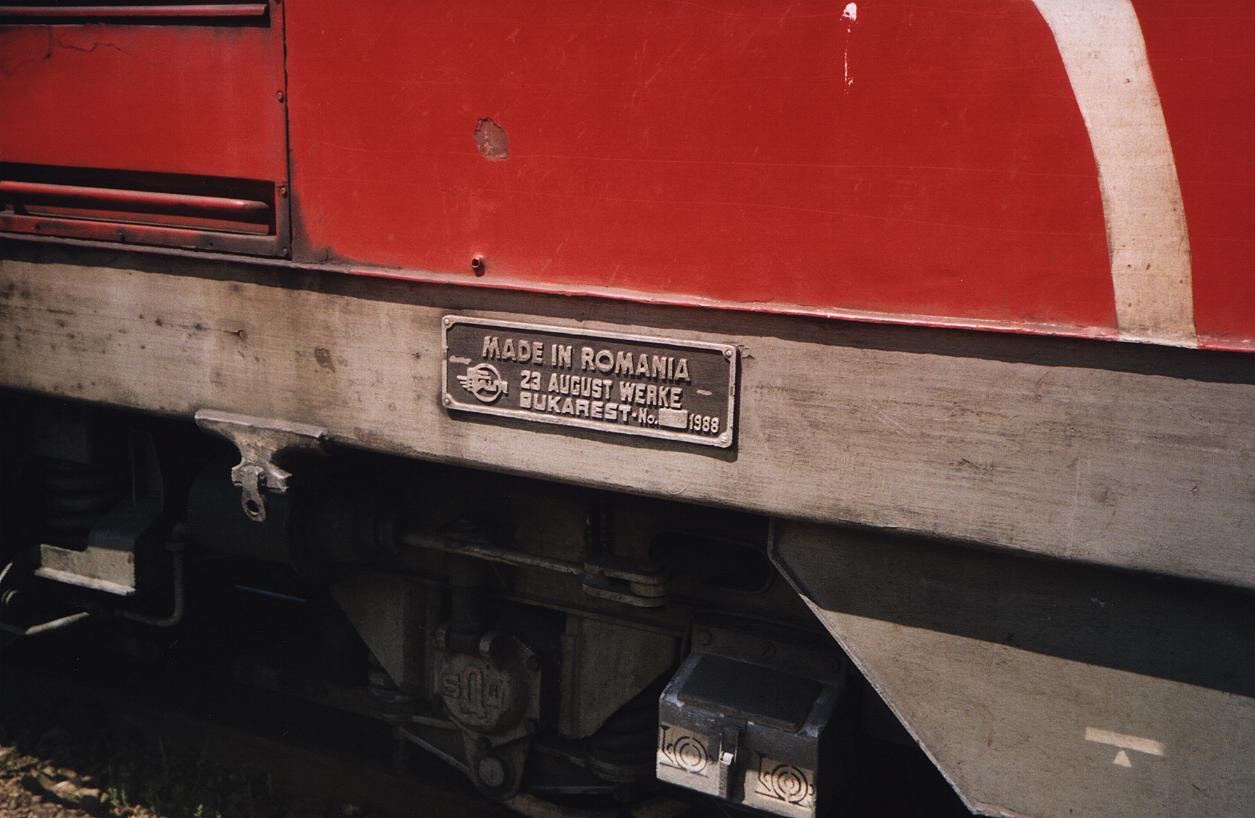 MADE IN ROMANIA
23 AUGUST WERKE
BUKAREST-No. 1988